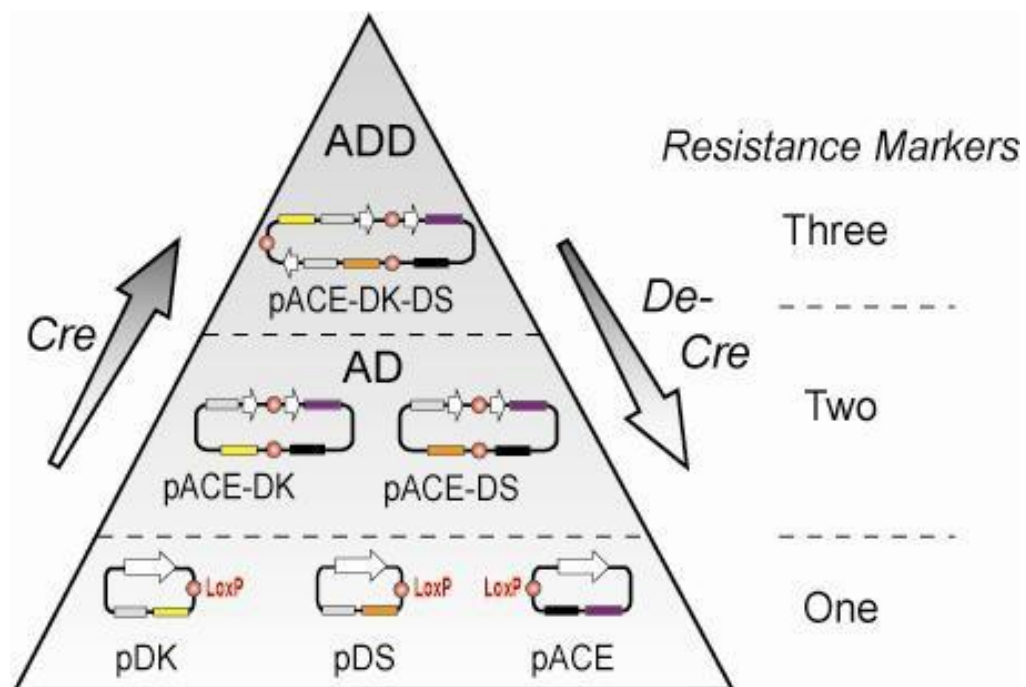 ADD
Resistance Markers
Three
pACE-DK-DS
Cre
De-
Cre
AD
Two
pACE-DK
pACE-DS
LoxP
LoxP
LoxP
One
pDK
pDS
pACE